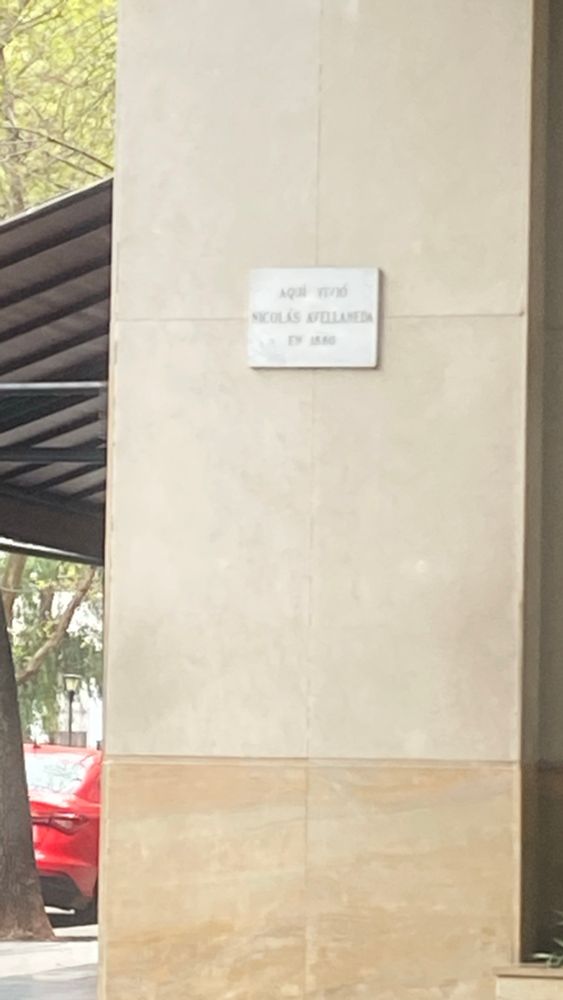 AQUÍ VIVIÓ
NICOLÁS AVELLANEDA
EN 1880